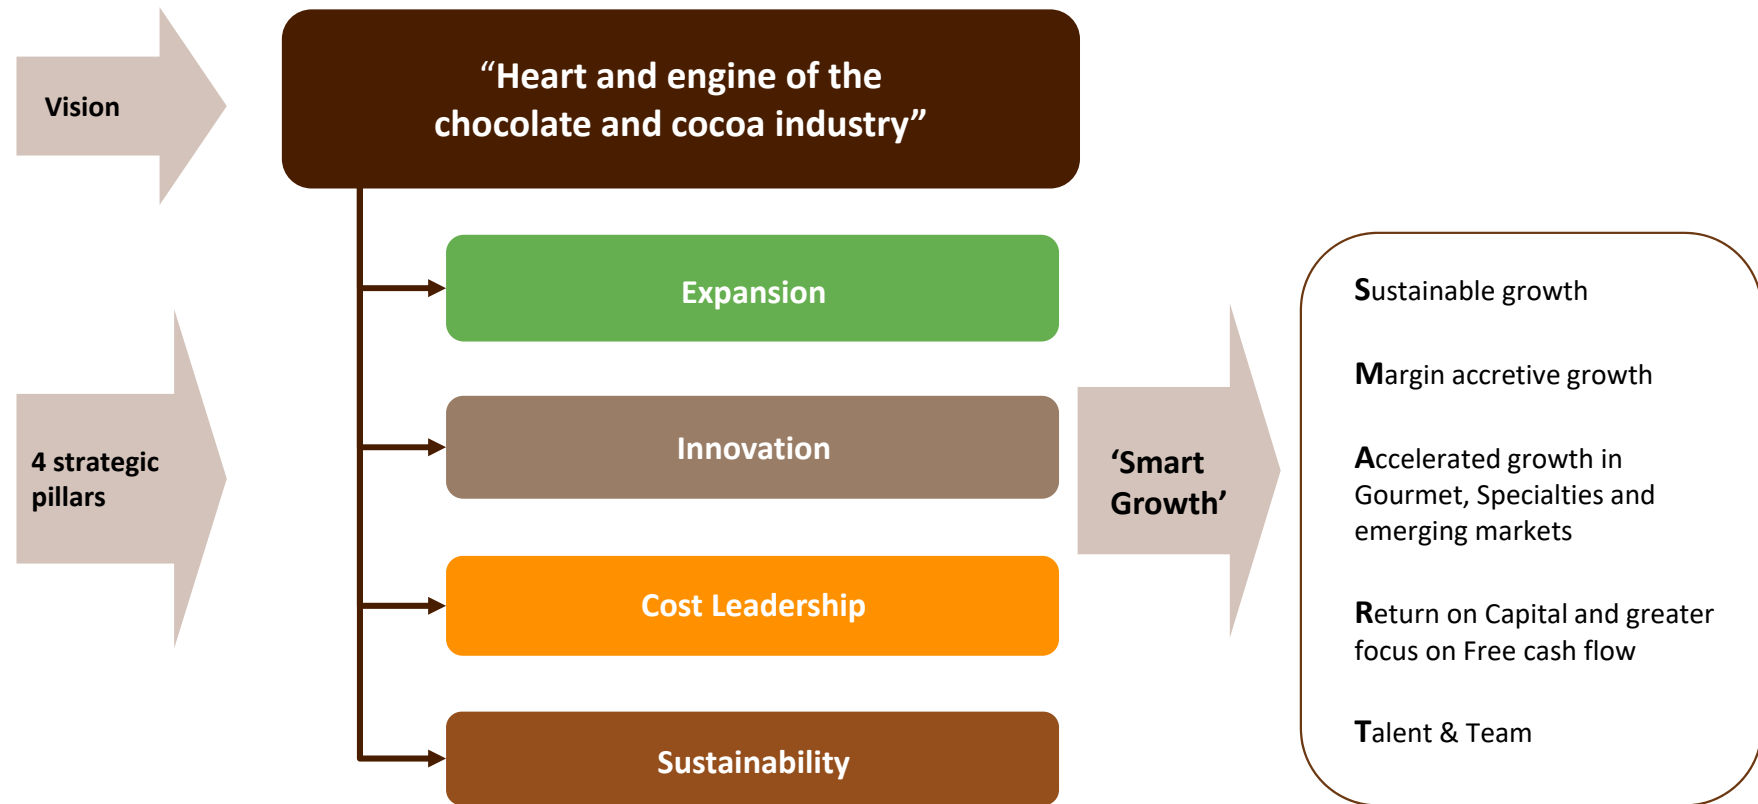 Vision
“Heart and engine of the
chocolate and cocoa industry”
4 strategic
pillars
Expansion
Innovation
Cost Leadership
Sustainability
‘Smart
Growth’
Sustainable growth
Margin accretive growth
Accelerated growth in
Gourmet, Specialties and
emerging markets
Return on Capital and greater
focus on Free cash flow
Talent & Team